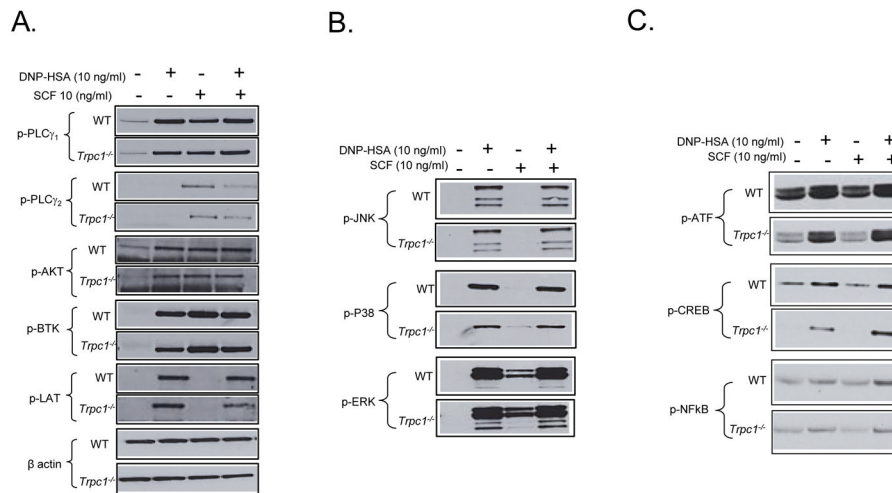 A.
DNP-HSA (10 ng/ml) - + - +
SCF 10 (ng/ml) - - + +
p-PLCγ1
WT
Trpc1-/-
p-PLCγ2
WT
Trpc1-/-
p-AKT
WT
Trpc1-/-
p-BTK
WT
Trpc1-/-
p-LAT
WT
Trpc1-/-
β actin
WT
Trpc1-/-
B.
DNP-HSA (10 ng/ml) - + - +
SCF (10 ng/ml) - - + +
p-JNK
WT
Trpc1-/-
p-P38
WT
Trpc1-/-
p-ERK
WT
Trpc1-/-
C.
DNP-HSA (10 ng/ml) - + - +
SCF (10 ng/ml) - - + +
p-ATF
WT
Trpc1-/-
p-CREB
WT
Trpc1-/-
p-NFkB
WT
Trpc1-/-